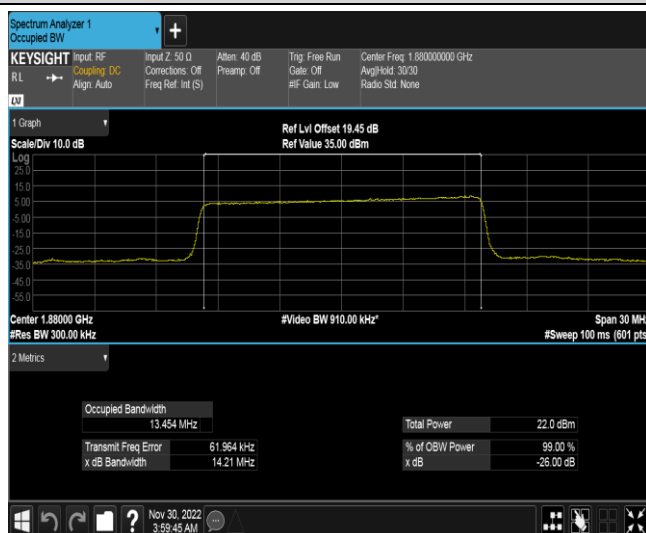 Spectrum Analyzer 1
Occupied BW
+
KEYSIGHT
RL
LXI
Input: RF
Coupling: DC
Align: Auto
Input Z: 50 Ω
Corrections: Off
Freq Ref: Int (S)
Atten: 40 dB
Preamp: Off
Trig: Free Run
Gate: Off
#IF Gain: Low
Center Freq: 1.880000000 GHz
Avg|Hold: 30/30
Radio Std: None
1 Graph
Scale/Div 10.0 dB
Ref Lvl Offset 19.45 dB
Ref Value 35.00 dBm
Log
25.0
15.0
5.00
-5.00
-15.0
-25.0
-35.0
-45.0
-55.0
Center 1.88000 GHz
#Res BW 300.00 kHz
#Video BW 910.00 kHz*
Span 30 MHz
#Sweep 100 ms (601 pts
2 Metrics
Occupied Bandwidth
13.454 MHz
Transmit Freq Error 61.964 kHz
x dB Bandwidth 14.21 MHz
Total Power 22.0 dBm
% of OBW Power 99.00 %
x dB -26.00 dB
?
Nov 30, 2022
3:59:45 AM